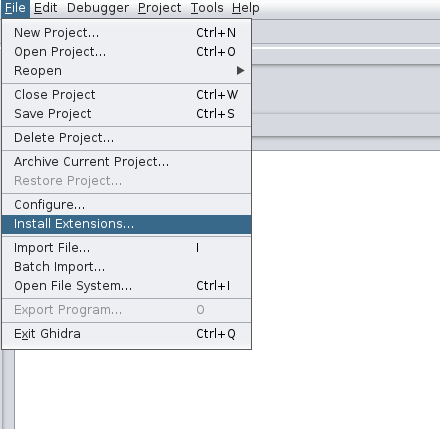 File Edit Debugger Project Tools Help
New Project... Ctrl+N
Open Project... Ctrl+O
Reopen
Close Project Ctrl+W
Save Project Ctrl+S
Delete Project...
Archive Current Project...
Restore Project...
Configure...
Install Extensions...
Import File... I
Batch Import...
Open File System... Ctrl+I
Export Program... O
Exit Ghidra Ctrl+Q